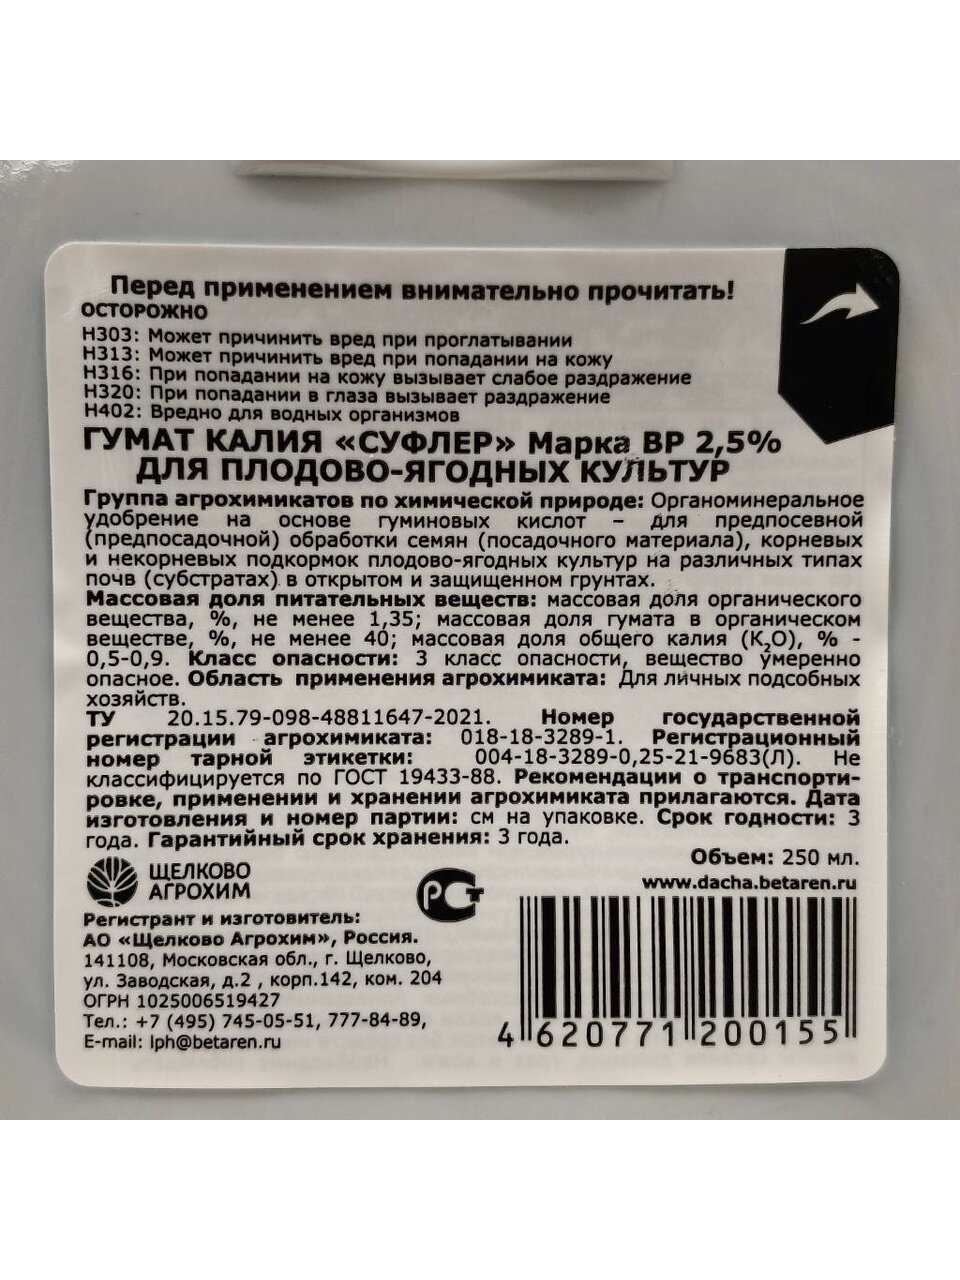 Перед применением внимательно прочитать!
ОСТОРОЖНО
H303: Может причинить вред при проглатывании
H313: Может причинить вред при попадании на кожу
H316: При попадании на кожу вызывает слабое раздражение
H320: При попадании в глаза вызывает раздражение
H402: Вредно для водных организмов
ГУМАТ КАЛИЯ «СУФЛЕР» Марка ВР 2,5%
ДЛЯ ПЛОДОВО-ЯГОДНЫХ КУЛЬТУР
Группа агрохимикатов по химической природе: Органоминеральное
удобрение на основе гуминовых кислот – для предпосевной
(предпосадочной) обработки семян (посадочного материала), корневых
и некорневых подкормок плодово-ягодных культур на различных типах
почв (субстратах) в открытом и защищенном грунтах.
Массовая доля питательных веществ: массовая доля органического
вещества, %, не менее 1,35; массовая доля гумата в органическом
веществе, %, не менее 40; массовая доля общего калия (K₂O), % -
0,5-0,9. Класс опасности: 3 класс опасности, вещество умеренно
опасное. Область применения агрохимиката: Для личных подсобных
хозяйств.
ТУ 20.15.79-098-48811647-2021. Номер государственной
регистрации агрохимиката: 018-18-3289-1. Регистрационный
номер тарной этикетки: 004-18-3289-0,25-21-9683(Л). Не
классифицируется по ГОСТ 19433-88. Рекомендации о транспорти-
ровке, применении и хранении агрохимиката прилагаются. Дата
изготовления и номер партии: см на упаковке. Срок годности: 3
года. Гарантийный срок хранения: 3 года.
Объем: 250 мл.
www.dacha.betaren.ru
ЩЕЛКОВО
АГРОХИМ
РСТ
Регистрант и изготовитель:
АО «Щелково Агрохим», Россия.
141108, Московская обл., г. Щелково,
ул. Заводская, д.2 , корп.142, ком. 204
ОГРН 1025006519427
Тел.: +7 (495) 745-05-51, 777-84-89,
E-mail: lph@betaren.ru
4 620771 200155